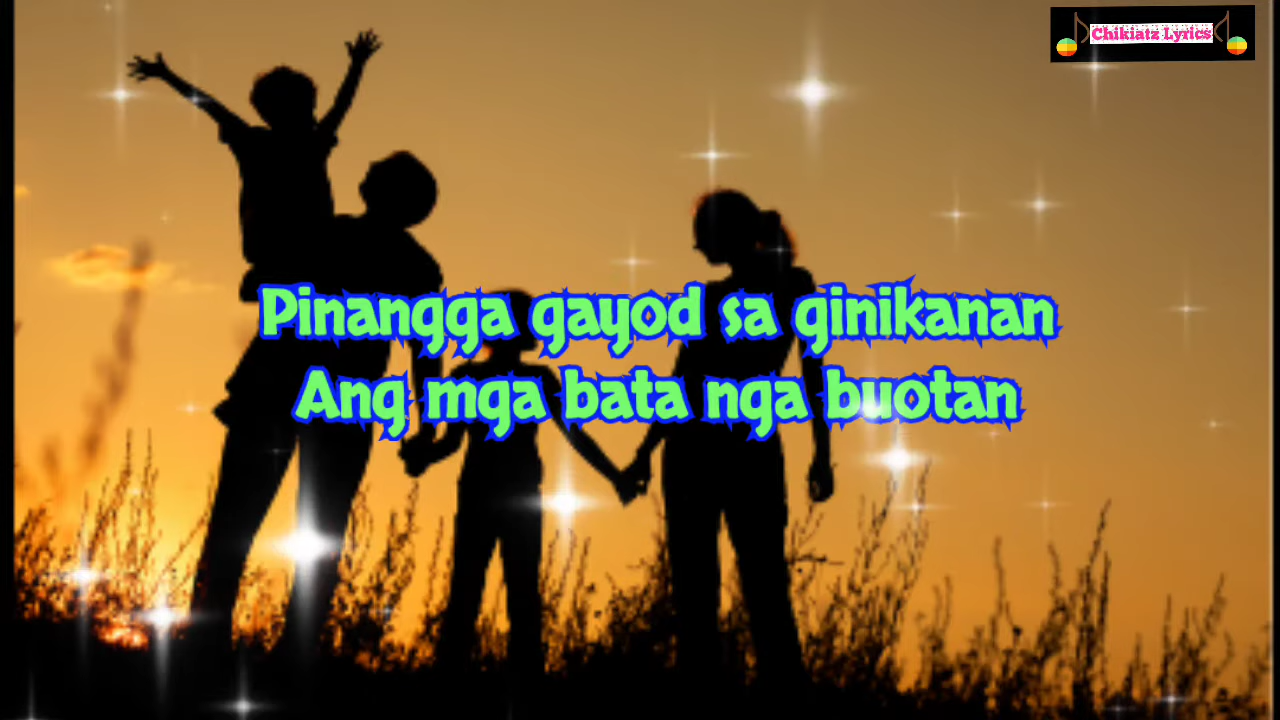 Chikiatz Lyrics
Pinangga gayod sa ginikanan
Ang mga bata nga buotan